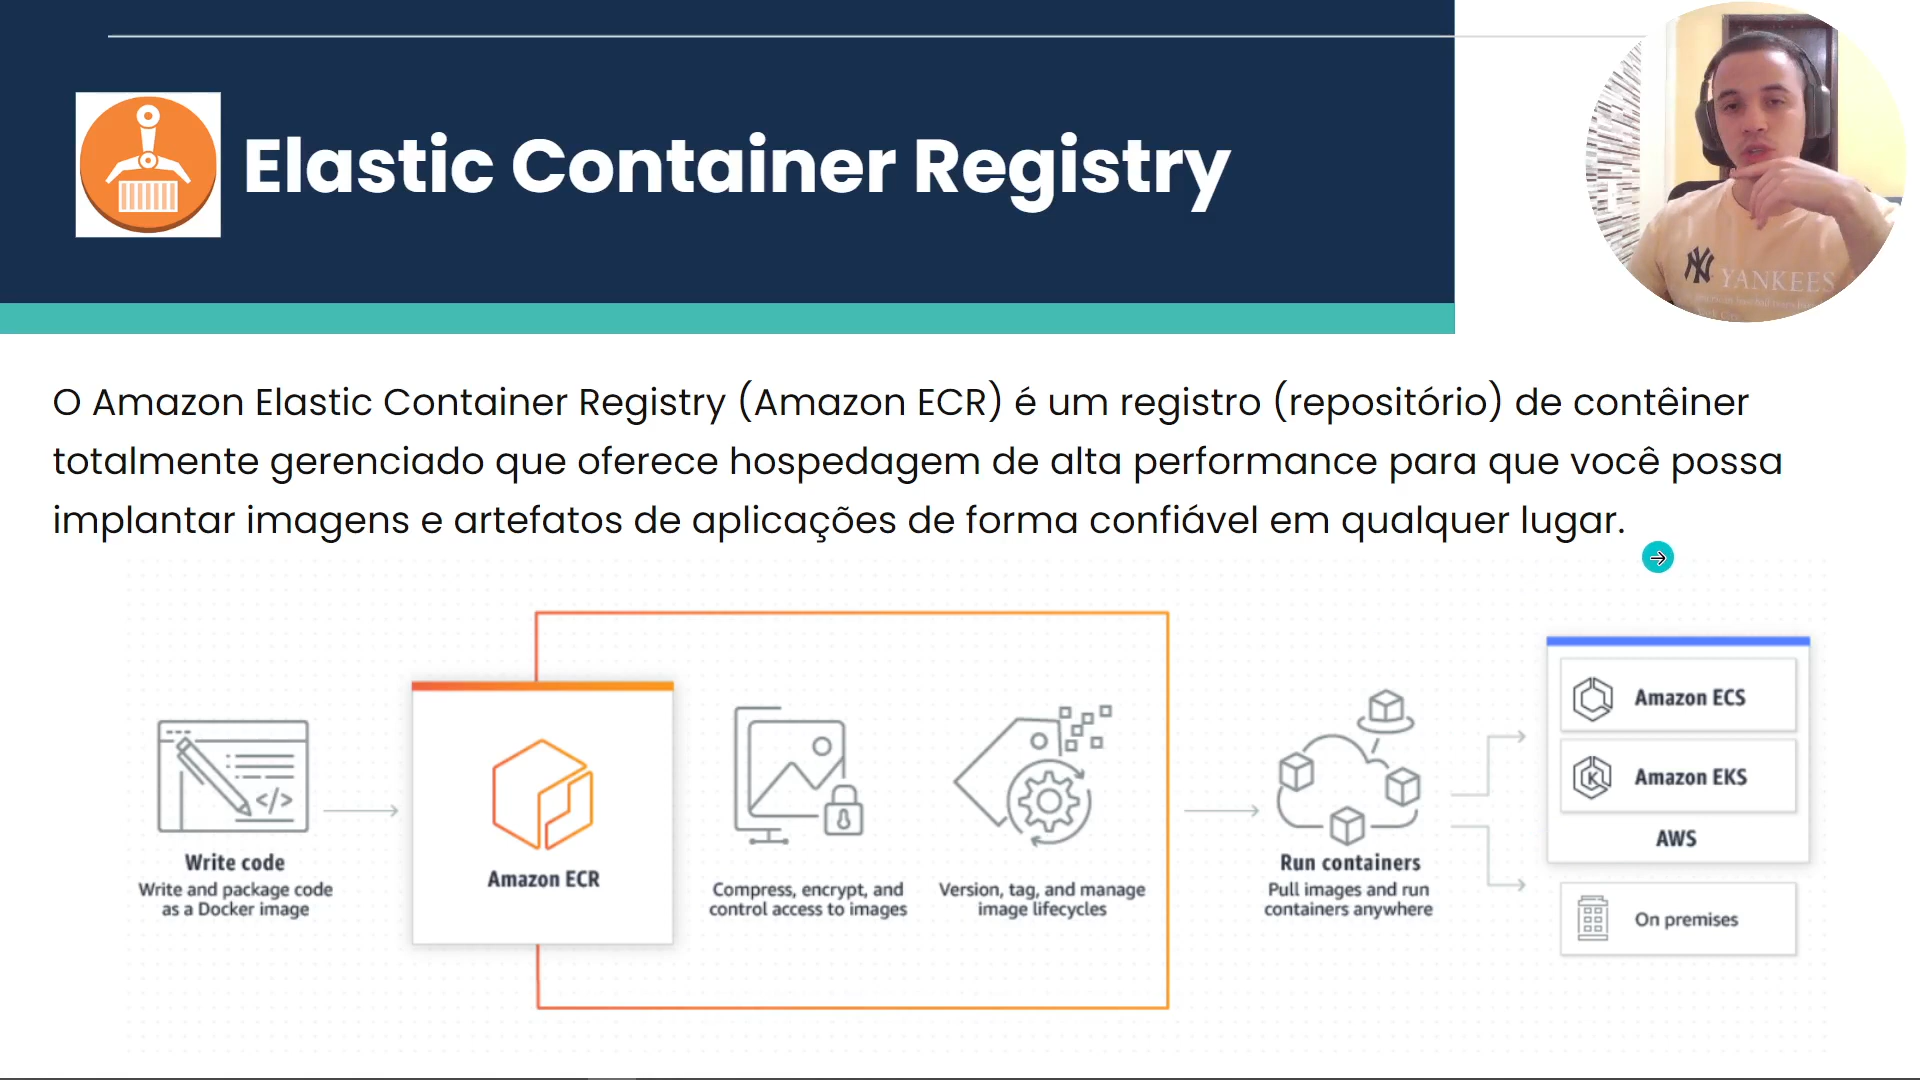 Elastic Container Registry
NY YANKEES
O Amazon Elastic Container Registry (Amazon ECR) é um registro (repositório) de contêiner
totalmente gerenciado que oferece hospedagem de alta performance para que você possa
implantar imagens e artefatos de aplicações de forma confiável em qualquer lugar.
</>
Write code
Write and package code
as a Docker image
Amazon ECR
Compress, encrypt, and
control access to images
Version, tag, and manage
image lifecycles
Run containers
Pull images and run
containers anywhere
Amazon ECS
K
Amazon EKS
AWS
On premises